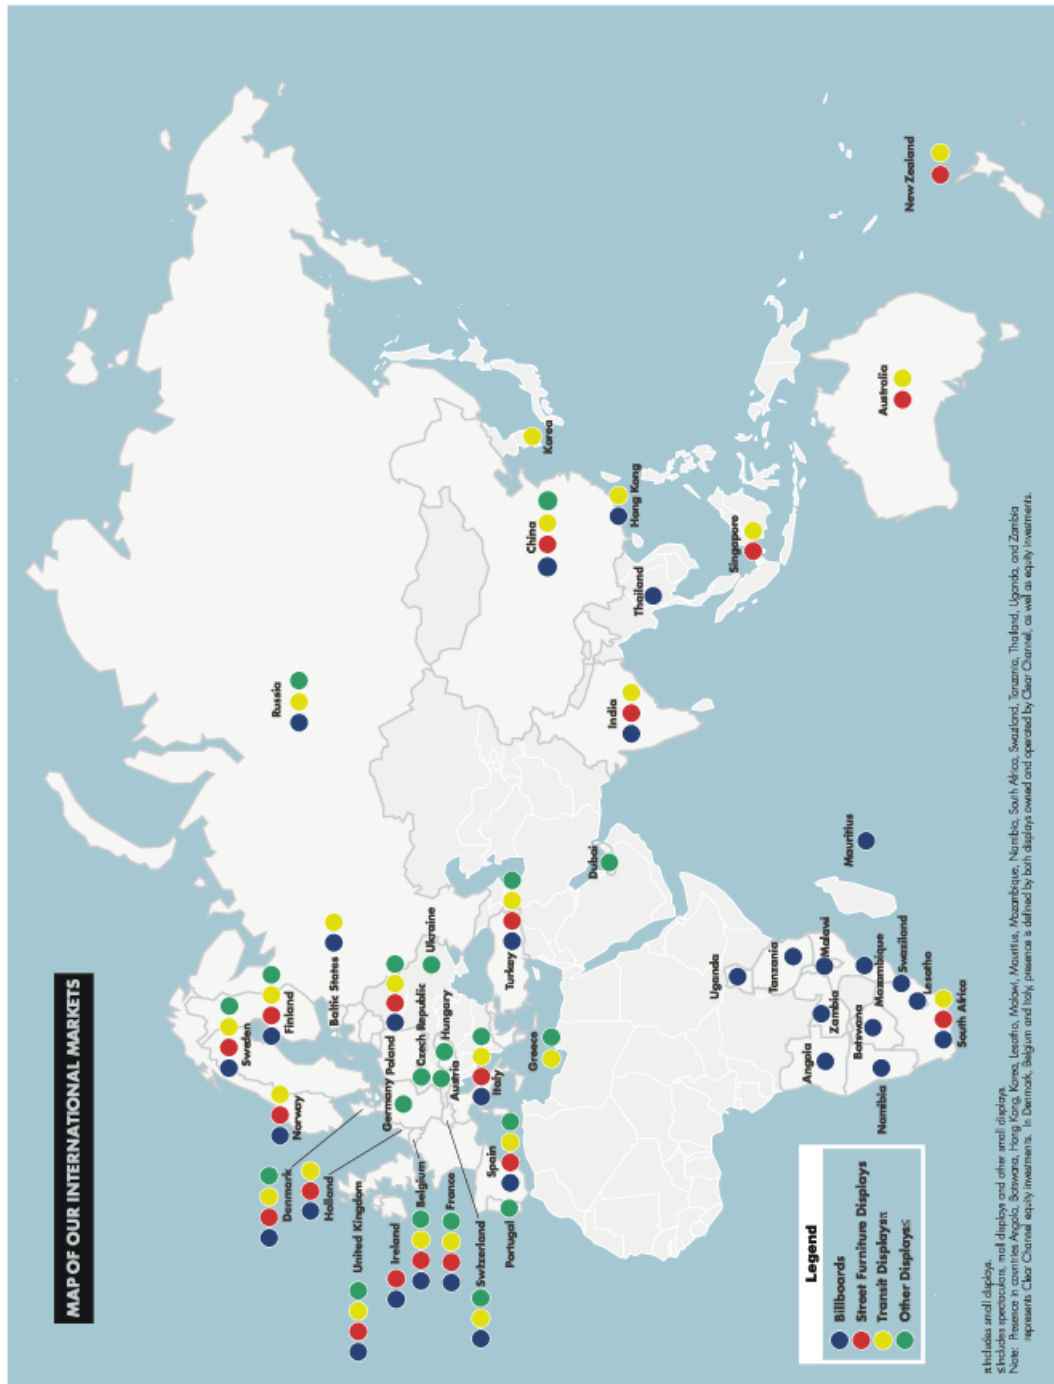 MAP OF OUR INTERNATIONAL MARKETS
Sweden
Finland
Norway
Denmark
Holland
United Kingdom
Ireland
Belgium
France
Switzerland
Portugal
Spain
Baltic States
Germany
Poland
Czech Republic
Ukraine
Hungary
Austria
Italy
Greece
Turkey
Russia
Dubai
India
China
Korea
Hong Kong
Thailand
Singapore
Australia
New Zealand
Uganda
Tanzania
Malawi
Mauritius
Angola
Zambia
Mozambique
Botswana
Swaziland
Namibia
Lesotho
South Africa
Legend
Billboards
Street Furniture Displays
Transit Displaysπ
Other Displays≤
π Includes small displays.
≤ Includes spectaculars, mall displays and other small displays.
Note: Presence in countries Angola, Botswana, Hong Kong, Korea, Lesotho, Malawi, Mauritius, Mozambique, Namibia, South Africa, Swaziland, Tanzania, Thailand, Uganda, and Zambia
represents Clear Channel equity investments. In Denmark, Belgium and Italy, presence is defined by both displays owned and operated by Clear Channel, as well as equity investments.